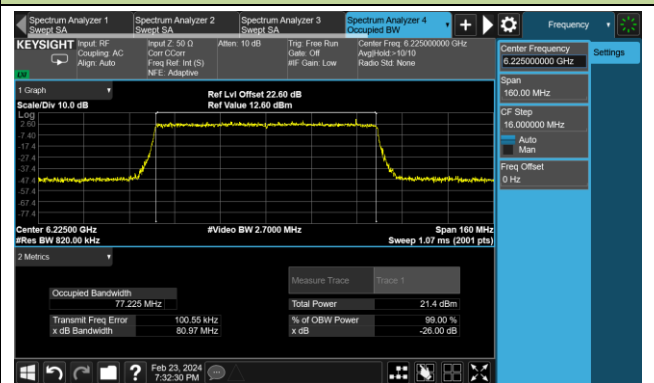 Spectrum Analyzer 1
Swept SA
Spectrum Analyzer 2
Swept SA
Spectrum Analyzer 3
Swept SA
Spectrum Analyzer 4
Occupied BW
Frequency
KEYSIGHT
Input: RF
Coupling: AC
Align: Auto
Input Z: 50 Ω
Corr CCorr
Freq Ref: Int (S)
NFE: Adaptive
Atten: 10 dB
Trig: Free Run
Gate: Off
#IF Gain: Low
Center Freq: 6.225000000 GHz
Avg|Hold:>10/10
Radio Std: None
Center Frequency
6.225000000 GHz
Settings
Span
160.00 MHz
CF Step
16.000000 MHz
Auto
Man
Freq Offset
0 Hz
1 Graph
Scale/Div 10.0 dB
Ref Lvl Offset 22.60 dB
Ref Value 12.60 dBm
Log
2.60
-7.40
-17.4
-27.4
-37.4
-47.4
-57.4
-67.4
-77.4
Center 6.22500 GHz
#Res BW 820.00 kHz
#Video BW 2.7000 MHz
Span 160 MHz
Sweep 1.07 ms (2001 pts)
2 Metrics
Measure Trace
Trace 1
Occupied Bandwidth
77.225 MHz
Total Power
21.4 dBm
Transmit Freq Error
100.55 kHz
% of OBW Power
99.00 %
x dB Bandwidth
80.97 MHz
x dB
-26.00 dB
Feb 23, 2024
7:32:30 PM